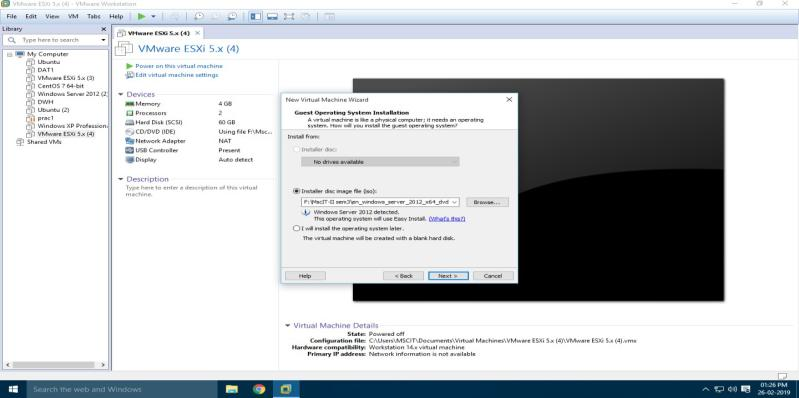 VMware ESXi 5.x (4) - VMware Workstation
File Edit View VM Tabs Help
Library
Type here to search
My Computer
Ubuntu
DAT1
VMware ESXi 5.x (3)
CentOS 7 64-bit
Windows Server 2012 (2)
DWH
Ubuntu (2)
prac1
Windows XP Profession
VMware ESXi 5.x (4)
Shared VMs
VMware ESXi 5.x (4)
VMware ESXi 5.x (4)
Power on this virtual machine
Edit virtual machine settings
Devices
Memory 4 GB
Processors 2
Hard Disk (SCSI) 60 GB
CD/DVD (IDE) Using file F:\Msc...
Network Adapter NAT
USB Controller Present
Display Auto detect
Description
Type here to enter a description of this virtual
machine.
New Virtual Machine Wizard
Guest Operating System Installation
A virtual machine is like a physical computer; it needs an operating
system. How will you install the guest operating system?
Install from:
Installer disc:
No drives available
Installer disc image file (iso):
F:\MscIT-II sem3\en_windows_server_2012_x64_dvd Browse...
Windows Server 2012 detected.
This operating system will use Easy Install. (What's this?)
I will install the operating system later.
The virtual machine will be created with a blank hard disk.
Help < Back Next > Cancel
Virtual Machine Details
State: Powered off
Configuration file: C:\Users\MSCIT\Documents\Virtual Machines\VMware ESXi 5.x (4)\VMware ESXi 5.x (4).vmx
Hardware compatibility: Workstation 14.x virtual machine
Primary IP address: Network information is not available
Search the web and Windows
01:26 PM
26-02-2019